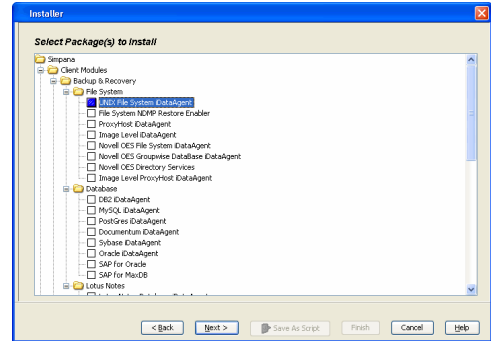 Installer
Select Package(s) to Install
Simpana
Client Modules
Backup & Recovery
File System
UNIX File System iDataAgent
File System NDMP Restore Enabler
ProxyHost iDataAgent
Image Level iDataAgent
Novell OES File System iDataAgent
Novell OES Groupwise DataBase iDataAgent
Novell OES Directory Services
Image Level ProxyHost iDataAgent
Database
DB2 iDataAgent
MySQL iDataAgent
PostGres iDataAgent
Documentum iDataAgent
Sybase iDataAgent
Oracle iDataAgent
SAP for Oracle
SAP for MaxDB
Lotus Notes
< Back Next > Save As Script Finish Cancel Help